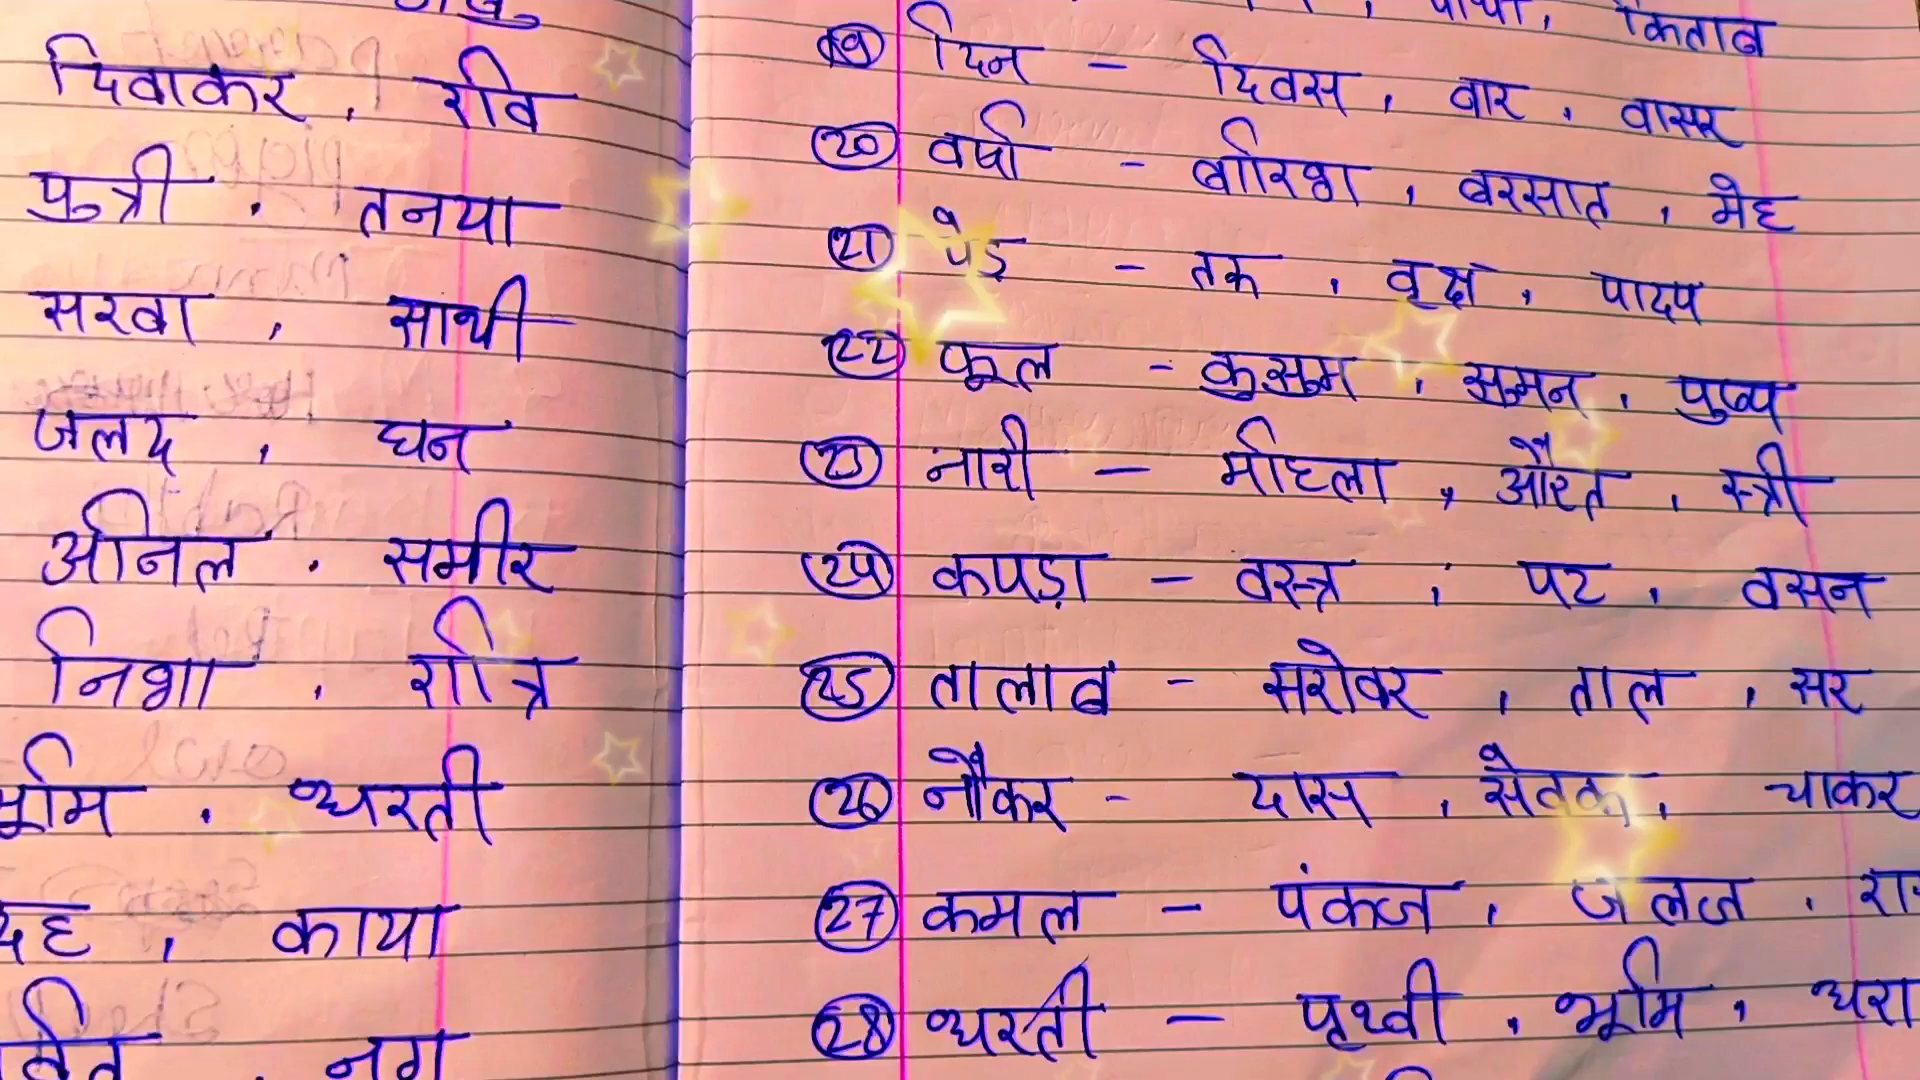 दिवाकर, रवि
पुत्री, तनया
सखा, साथी
जलद, घन
अनिल, समीर
निशा, रात्रि
भूमि, धरती
देह, काया
नग
किताब
19 दिन - दिवस, वार, वासर
20 वर्षा - बारिश, बरसात, मेह
21 पेड़ - तरू, वृक्ष, पादप
22 फूल - कुसुम, सुमन, पुष्प
23 नारी - महिला, औरत, स्त्री
24 कपड़ा - वस्त्र, पट, वसन
25 तालाब - सरोवर, ताल, सर
26 नौकर - दास, सेवक, चाकर
27 कमल - पंकज, जलज,
28 धरती - पृथ्वी, भूमि, धरा